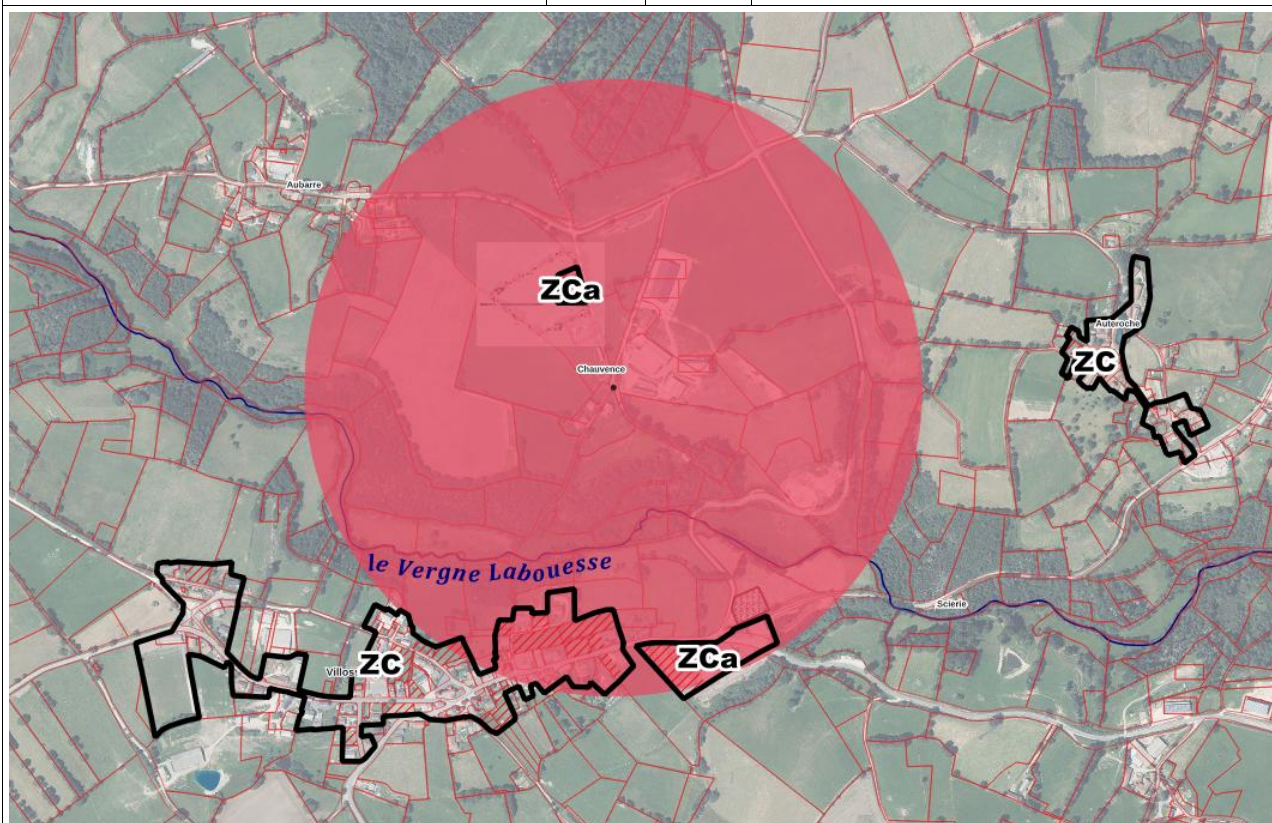 Aubarre
ZCa
Auteroche
ZC
Chauvence
le Vergne Labouesse
Scierie
ZC
ZCa